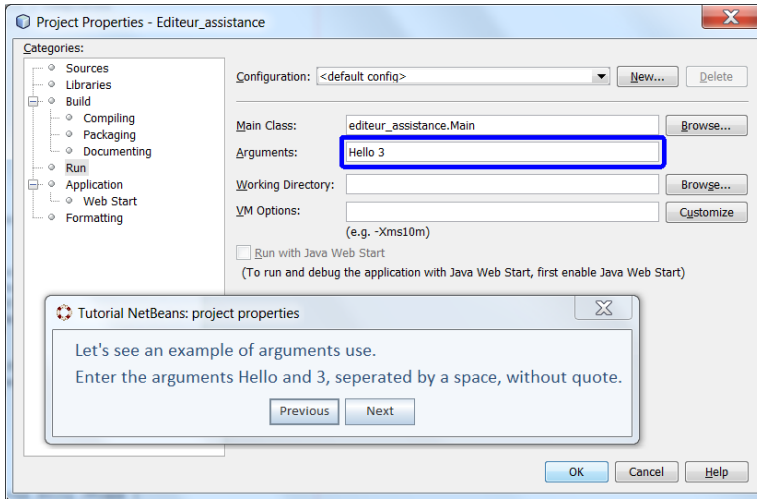 Project Properties - Editeur_assistance
Categories:
Sources
Libraries
Build
Compiling
Packaging
Documenting
Run
Application
Web Start
Formatting
Configuration: <default config> New... Delete
Main Class: editeur_assistance.Main Browse...
Arguments: Hello 3
Working Directory: Browse...
VM Options: Customize
(e.g. -Xms10m)
Run with Java Web Start
(To run and debug the application with Java Web Start, first enable Java Web Start)
Tutorial NetBeans: project properties
Let's see an example of arguments use.
Enter the arguments Hello and 3, seperated by a space, without quote.
Previous Next
OK Cancel Help